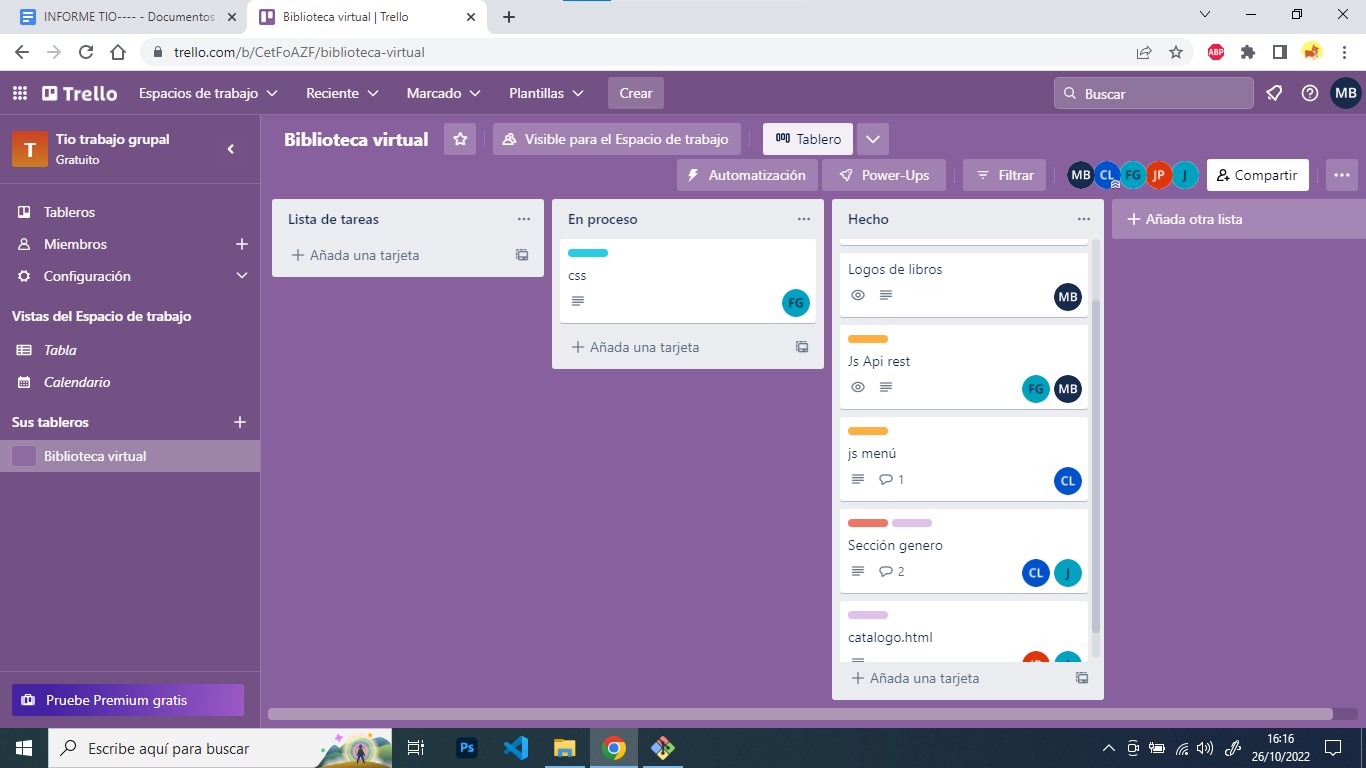 INFORME TIO---- - Documentos
Biblioteca virtual | Trello
trello.com/b/CetFoAZF/biblioteca-virtual
ABP
Trello
Espacios de trabajo
Reciente
Marcado
Plantillas
Crear
Buscar
MB
T
Tio trabajo grupal
Gratuito
Biblioteca virtual
Visible para el Espacio de trabajo
Tablero
Automatización
Power-Ups
Filtrar
MB
CL
FG
JP
J
Compartir
Tableros
Miembros
Configuración
Vistas del Espacio de trabajo
Tabla
Calendario
Sus tableros
Biblioteca virtual
Pruebe Premium gratis
Lista de tareas
Añada una tarjeta
En proceso
css
FG
Añada una tarjeta
Hecho
Logos de libros
MB
Js Api rest
FG MB
js menú
1
CL
Sección genero
2
CL J
catalogo.html
Añada una tarjeta
Añada otra lista
Escribe aquí para buscar
Ps
16:16
26/10/2022